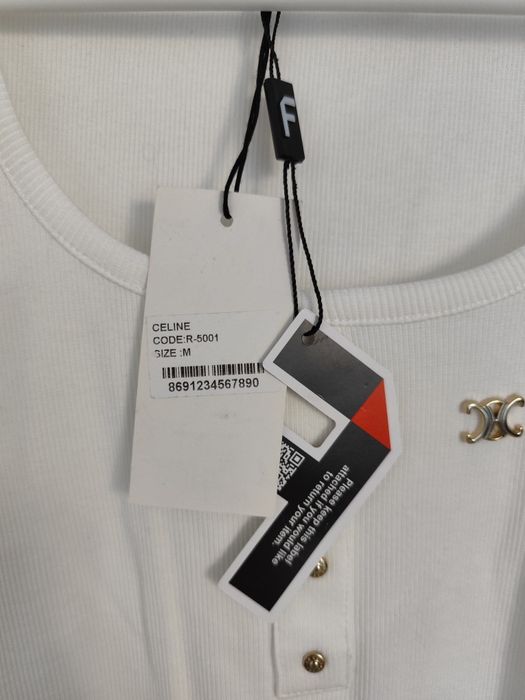 F
CELINE
CODE:R-5001
SIZE :M
8691234567890
Please keep this label
attached if you would like
to return your item.